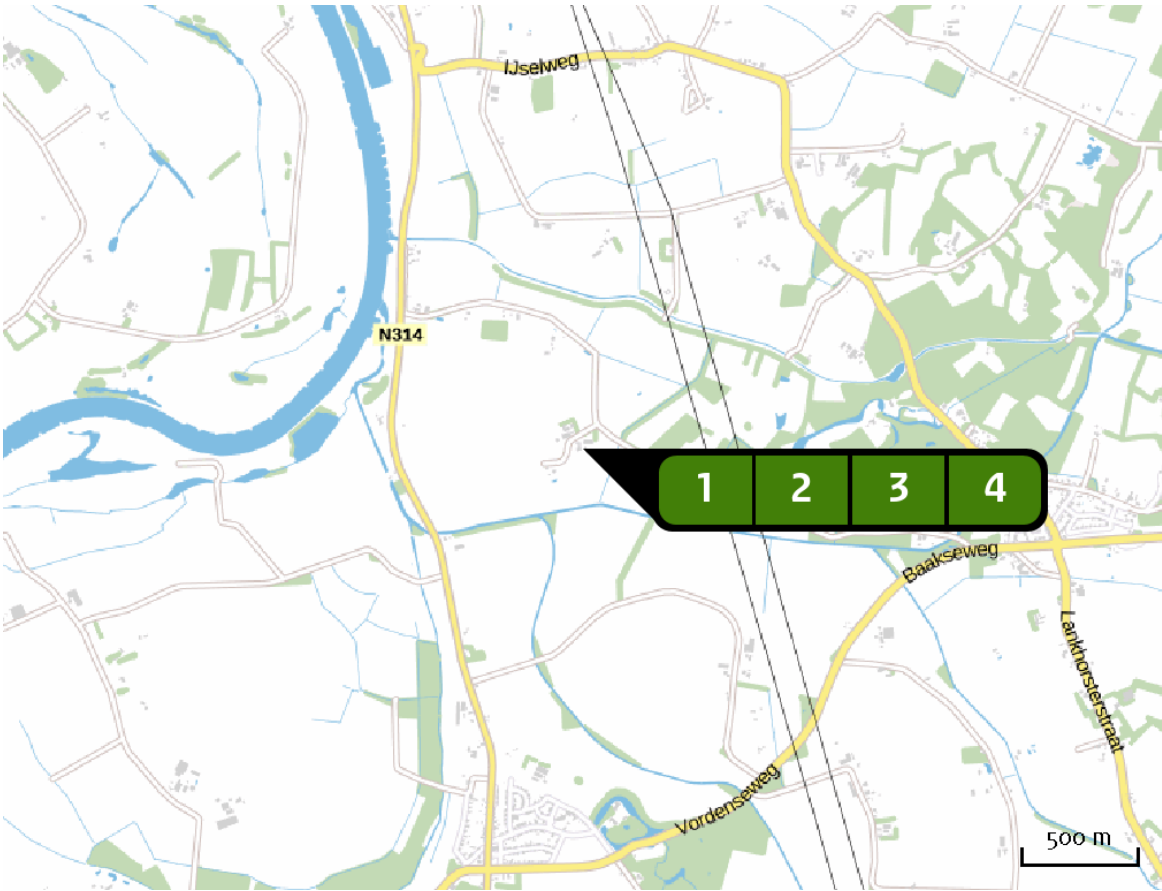 IJselweg
N314
1 2 3 4
Baakseweg
Lankhorsterstraat
Vordenseweg
500 m